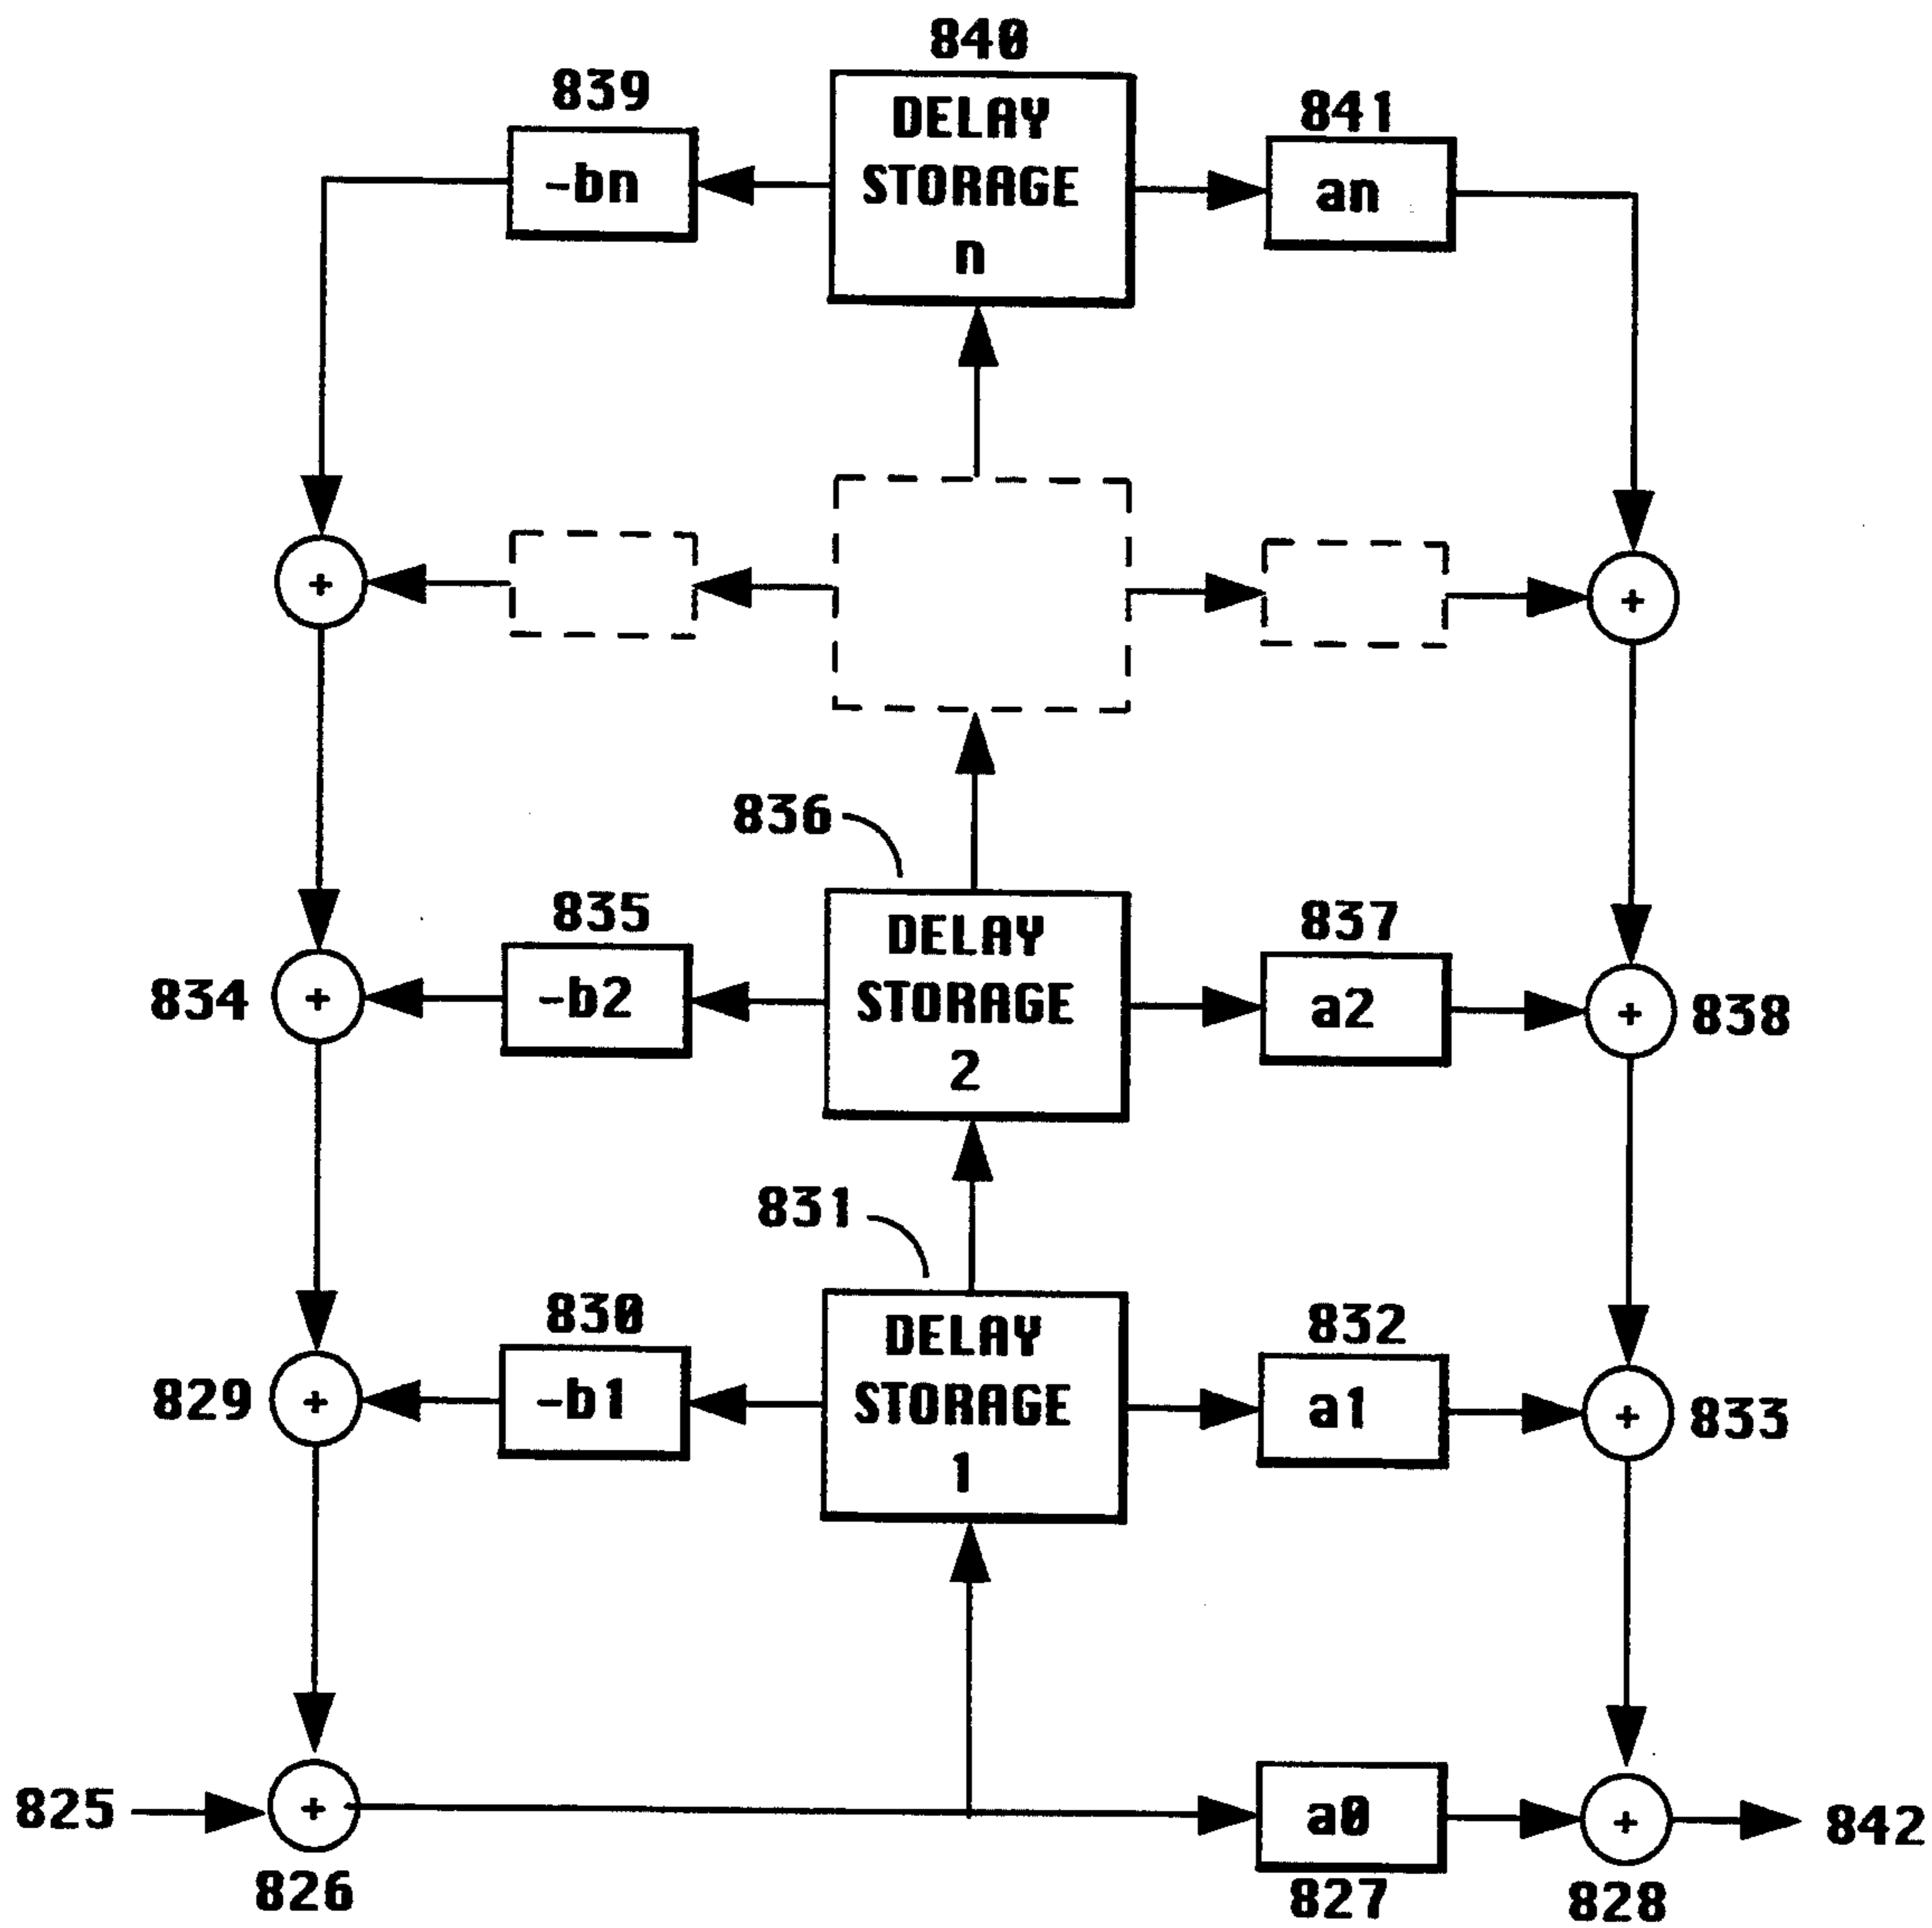 840
839
DELAY
STORAGE
n
841
-bn
an
+
+
836
835
DELAY
STORAGE
2
837
834
+
-b2
a2
+
838
831
830
DELAY
STORAGE
1
832
829
+
-b1
a1
+
833
825
+
a0
+
842
826
827
828